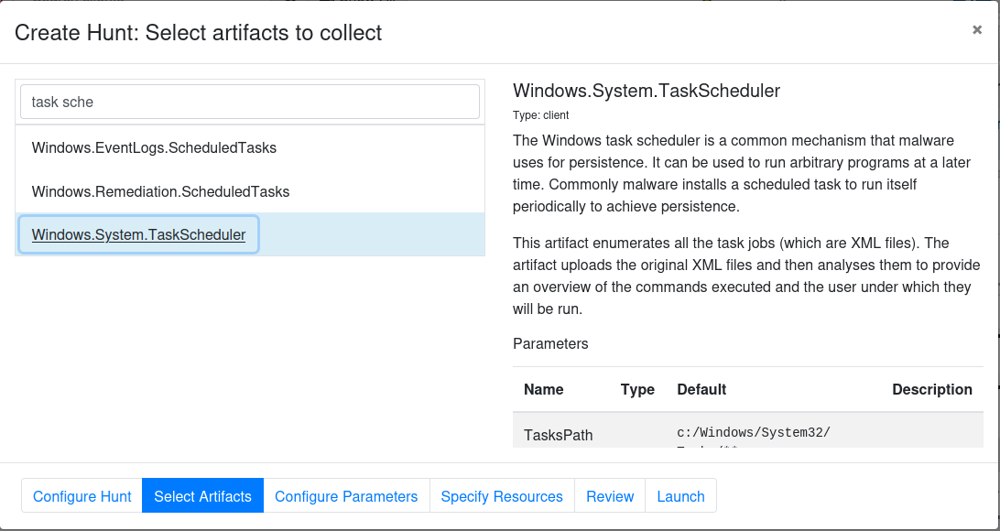 Create Hunt: Select artifacts to collect
×
task sche
Windows.EventLogs.ScheduledTasks
Windows.Remediation.ScheduledTasks
Windows.System.TaskScheduler
Windows.System.TaskScheduler
Type: client
The Windows task scheduler is a common mechanism that malware
uses for persistence. It can be used to run arbitrary programs at a later
time. Commonly malware installs a scheduled task to run itself
periodically to achieve persistence.
This artifact enumerates all the task jobs (which are XML files). The
artifact uploads the original XML files and then analyses them to provide
an overview of the commands executed and the user under which they
will be run.
Parameters
Name Type Default Description
TasksPath c:/Windows/System32/
Configure Hunt Select Artifacts Configure Parameters Specify Resources Review Launch